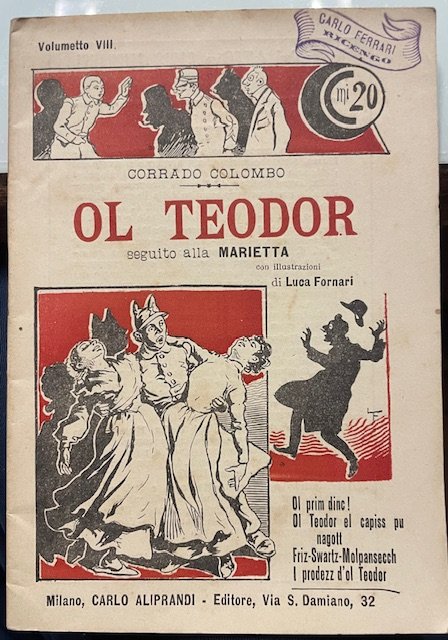 Volumetto VIII.
CARLO FERRARI
RICENGO
Cmi 20
CORRADO COLOMBO
OL TEODOR
seguito alla MARIETTA
con illustrazioni
di Luca Fornari
Ol prim dinc!
Ol Teodor el capiss pu
nagott
Friz-Swartz-Molpansecch
I prodezz d'ol Teodor
Milano, CARLO ALIPRANDI - Editore, Via S. Damiano, 32